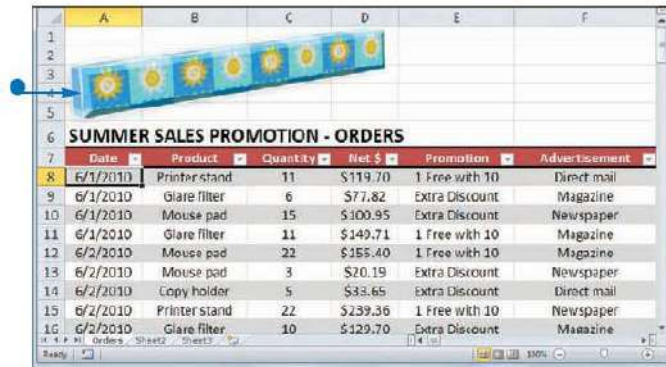 A B C D E F
1
2
3
4
5
6 SUMMER SALES PROMOTION - ORDERS
7 Date Product Quantity Net $ Promotion Advertisement
8 6/1/2010 Printer stand 11 $119.70 1 Free with 10 Direct mail
9 6/1/2010 Glare filter 6 $77.82 Extra Discount Magazine
10 6/1/2010 Mouse pad 15 $100.95 Extra Discount Newspaper
11 6/1/2010 Glare filter 11 $149.71 1 Free with 10 Magazine
12 6/2/2010 Mouse pad 22 $155.40 1 Free with 10 Magazine
13 6/2/2010 Mouse pad 3 $20.19 Extra Discount Newspaper
14 6/2/2010 Copy holder 5 $33.65 Extra Discount Direct mail
15 6/2/2010 Printer stand 22 $239.36 1 Free with 10 Newspaper
16 6/2/2010 Glare filter 10 $129.70 Extra Discount Magazine
Orders Sheet2 Sheet3
Ready 100%